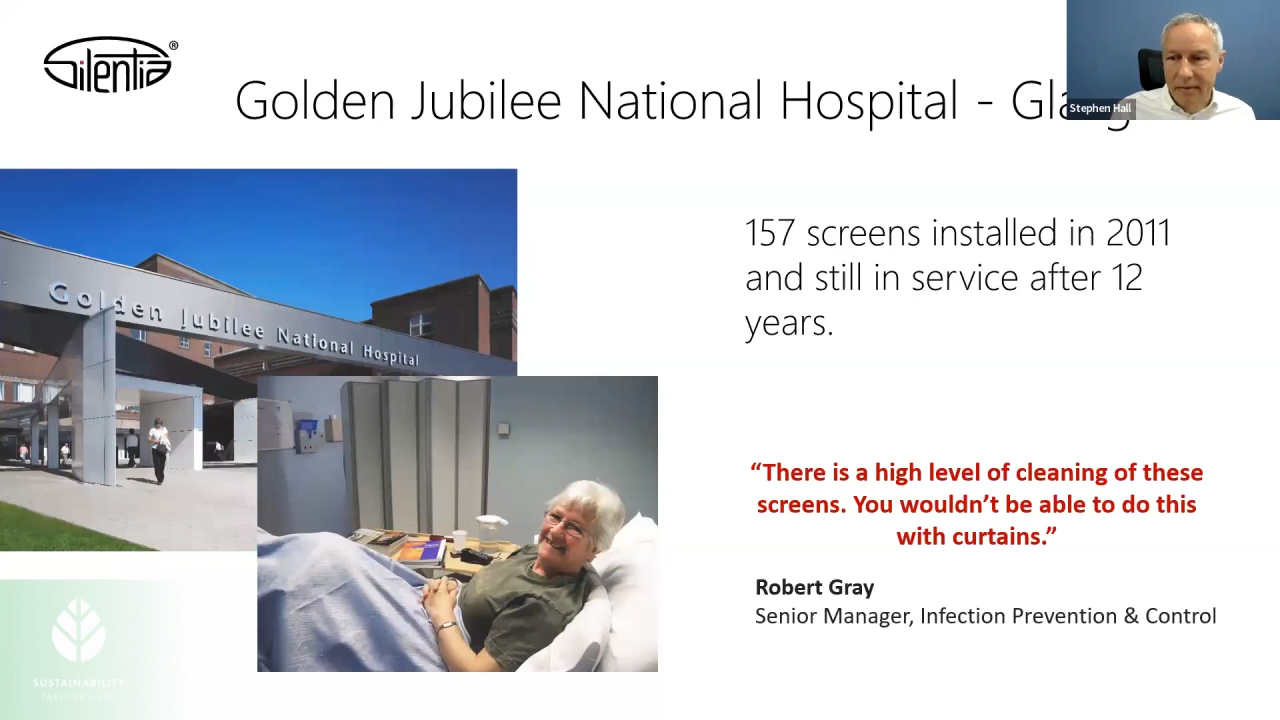 Silentia®
Golden Jubilee National Hospital - Gla
Stephen Hall
Golden Jubilee National Hospital
157 screens installed in 2011
and still in service after 12
years.
“There is a high level of cleaning of these
screens. You wouldn’t be able to do this
with curtains.”
Robert Gray
Senior Manager, Infection Prevention & Control
SUSTAINABILITY